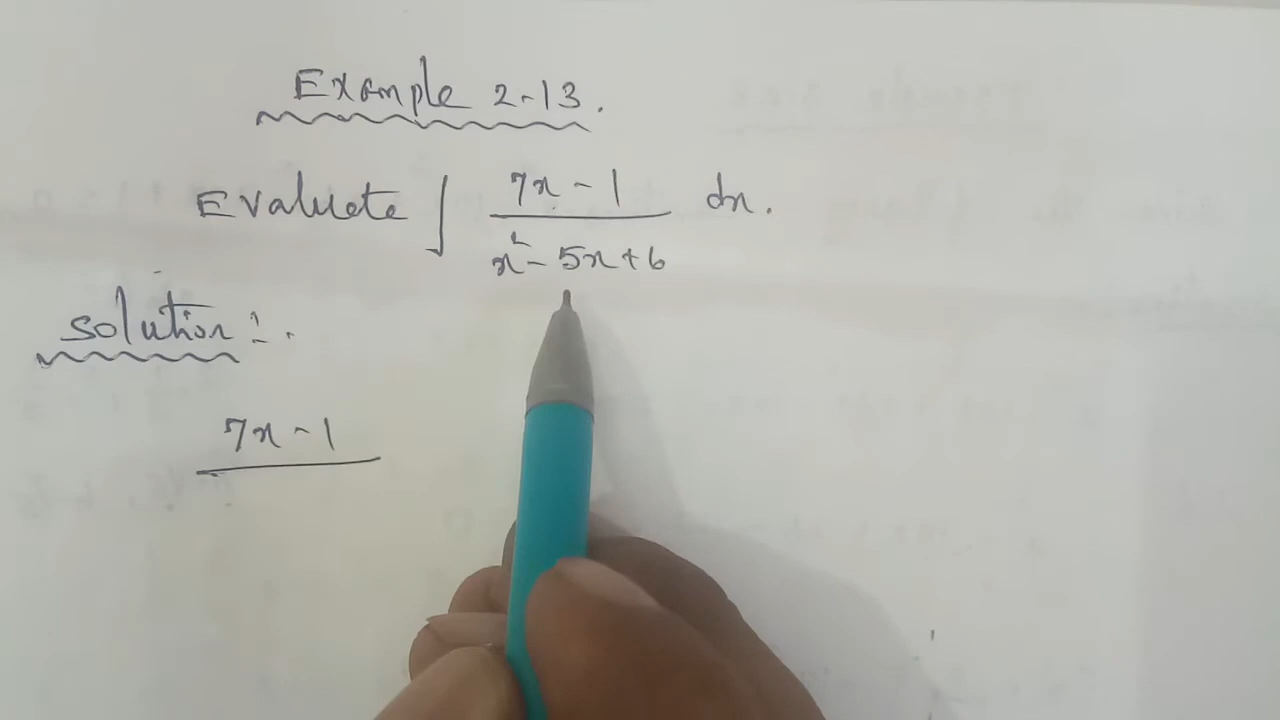 Example 2.13.
Evaluate ∫ (7x - 1)/(x² - 5x + 6) dx.
Solution :.
7x - 1